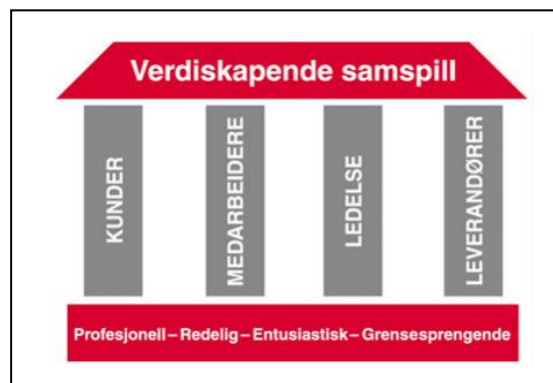 Verdiskapende samspill
KUNDER
MEDARBEIDERE
LEDELSE
LEVERANDØRER
Profesjonell – Redelig – Entusiastisk – Grensesprengende